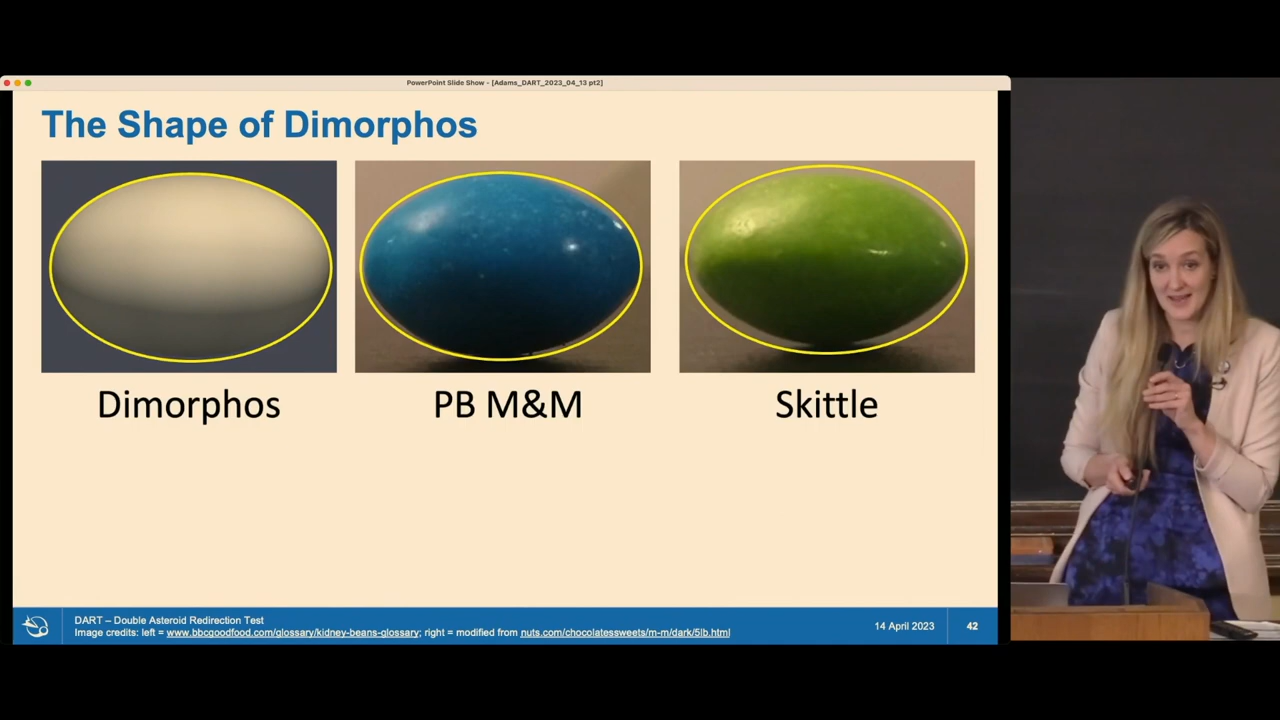 PowerPoint Slide Show - [Adams_DART_2023_04_13 pt2]
The Shape of Dimorphos
Dimorphos
PB M&M
Skittle
DART – Double Asteroid Redirection Test
Image credits: left = www.bbcgoodfood.com/glossary/kidney-beans-glossary; right = modified from nuts.com/chocolatessweets/m-m/dark/5lb.html
14 April 2023
42